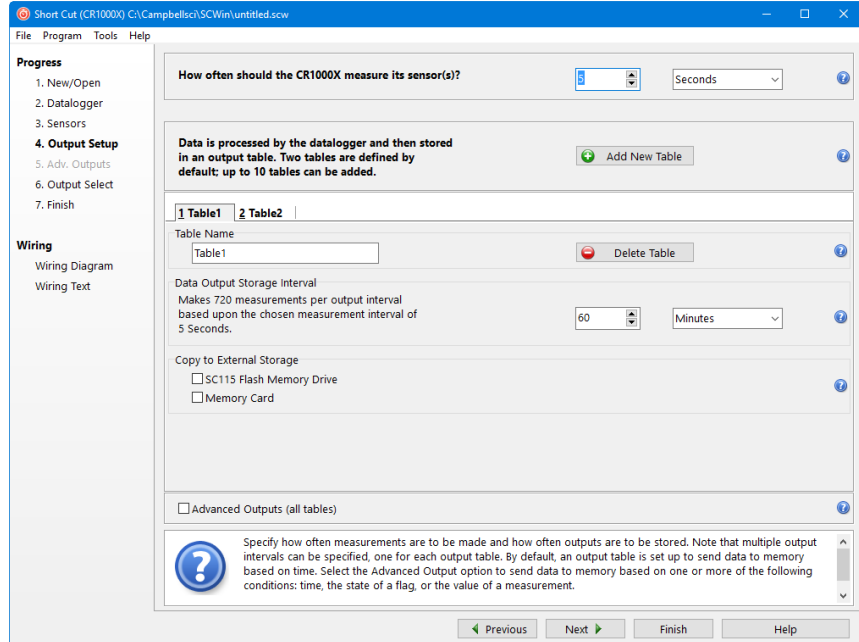 Short Cut (CR1000X) C:\Campbellsci\SCWin\untitled.scw
File Program Tools Help
Progress
1. New/Open
2. Datalogger
3. Sensors
4. Output Setup
5. Adv. Outputs
6. Output Select
7. Finish
Wiring
Wiring Diagram
Wiring Text
How often should the CR1000X measure its sensor(s)?
5
Seconds
Data is processed by the datalogger and then stored
in an output table. Two tables are defined by
default; up to 10 tables can be added.
Add New Table
1 Table1
2 Table2
Table Name
Table1
Delete Table
Data Output Storage Interval
Makes 720 measurements per output interval
based upon the chosen measurement interval of
5 Seconds.
60
Minutes
Copy to External Storage
SC115 Flash Memory Drive
Memory Card
Advanced Outputs (all tables)
Specify how often measurements are to be made and how often outputs are to be stored. Note that multiple output
intervals can be specified, one for each output table. By default, an output table is set up to send data to memory
based on time. Select the Advanced Output option to send data to memory based on one or more of the following
conditions: time, the state of a flag, or the value of a measurement.
Previous
Next
Finish
Help